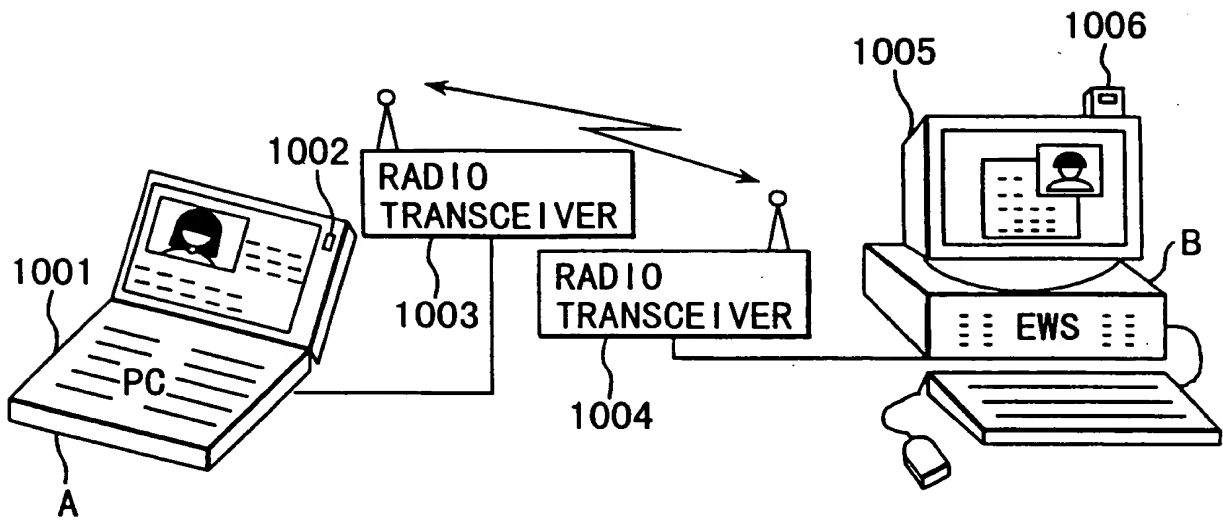 1006
1005
1002
RADIO
TRANSCEIVER
1001
RADIO
TRANSCEIVER
B
1003
EWS
PC
1004
A